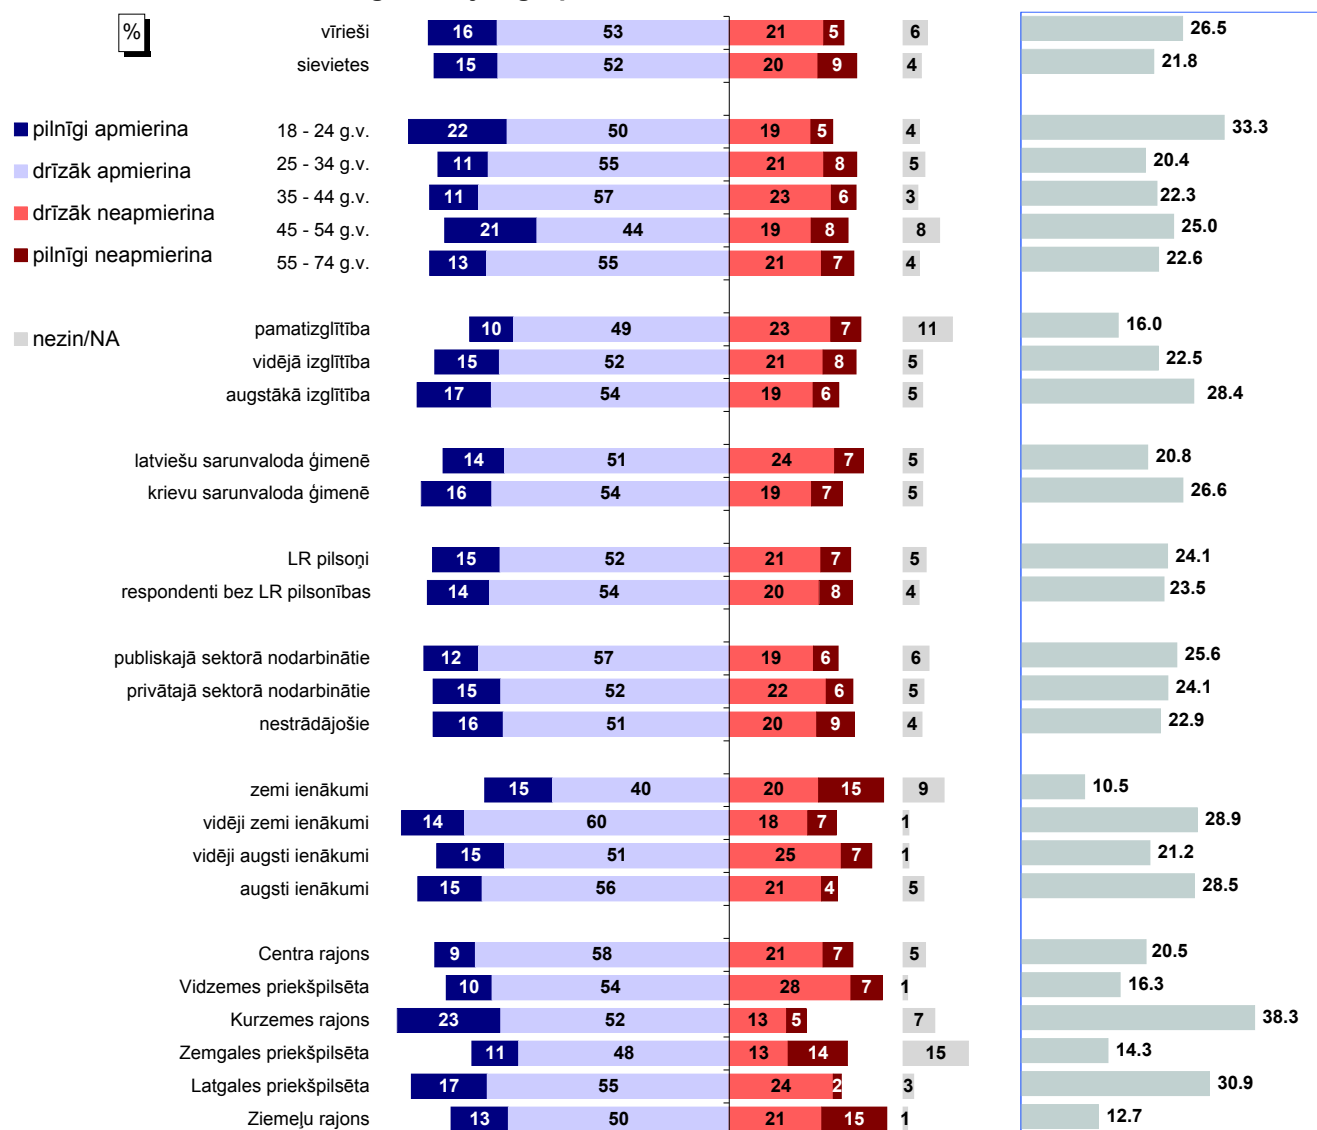 %
vīrieši 16 53 21 5 6 26.5
sievietes 15 52 20 9 4 21.8
pilnīgi apmierina
drīzāk apmierina
drīzāk neapmierina
pilnīgi neapmierina
nezin/NA
18 - 24 g.v. 22 50 19 5 4 33.3
25 - 34 g.v. 11 55 21 8 5 20.4
35 - 44 g.v. 11 57 23 6 3 22.3
45 - 54 g.v. 21 44 19 8 8 25.0
55 - 74 g.v. 13 55 21 7 4 22.6
pamatizglītība 10 49 23 7 11 16.0
vidējā izglītība 15 52 21 8 5 22.5
augstākā izglītība 17 54 19 6 5 28.4
latviešu sarunvaloda ģimenē 14 51 24 7 5 20.8
krievu sarunvaloda ģimenē 16 54 19 7 5 26.6
LR pilsoņi 15 52 21 7 5 24.1
respondenti bez LR pilsonības 14 54 20 8 4 23.5
publiskajā sektorā nodarbinātie 12 57 19 6 6 25.6
privātajā sektorā nodarbinātie 15 52 22 6 5 24.1
nestrādājošie 16 51 20 9 4 22.9
zemi ienākumi 15 40 20 15 9 10.5
vidēji zemi ienākumi 14 60 18 7 1 28.9
vidēji augsti ienākumi 15 51 25 7 1 21.2
augsti ienākumi 15 56 21 4 5 28.5
Centra rajons 9 58 21 7 5 20.5
Vidzemes priekšpilsēta 10 54 28 7 1 16.3
Kurzemes rajons 23 52 13 5 7 38.3
Zemgales priekšpilsēta 11 48 13 14 15 14.3
Latgales priekšpilsēta 17 55 24 2 3 30.9
Ziemeļu rajons 13 50 21 15 1 12.7